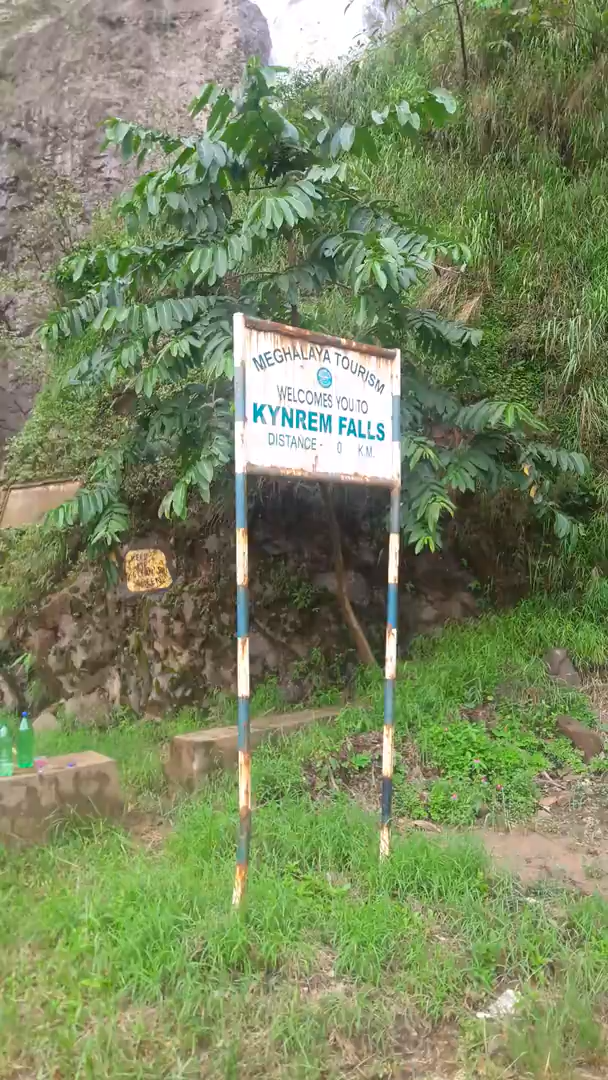 MEGHALAYA TOURISM
WELCOMES YOU TO
KYNREM FALLS
DISTANCE - 0 K.M.